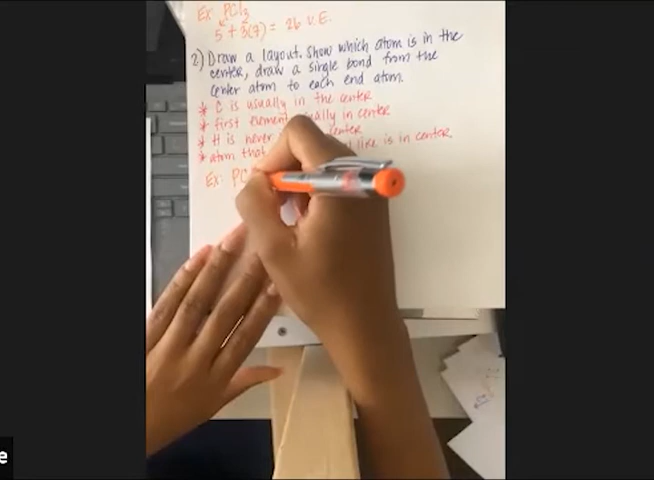 Ex: PCl3
5 + 3(7) = 26 V.E.
2) Draw a layout. Show which atom is in the
center, draw a single bond from the
center atom to each end atom.
* C is usually in the center
* first element usually in center
* H is never center
* atom that like is in center
Ex: PC
e